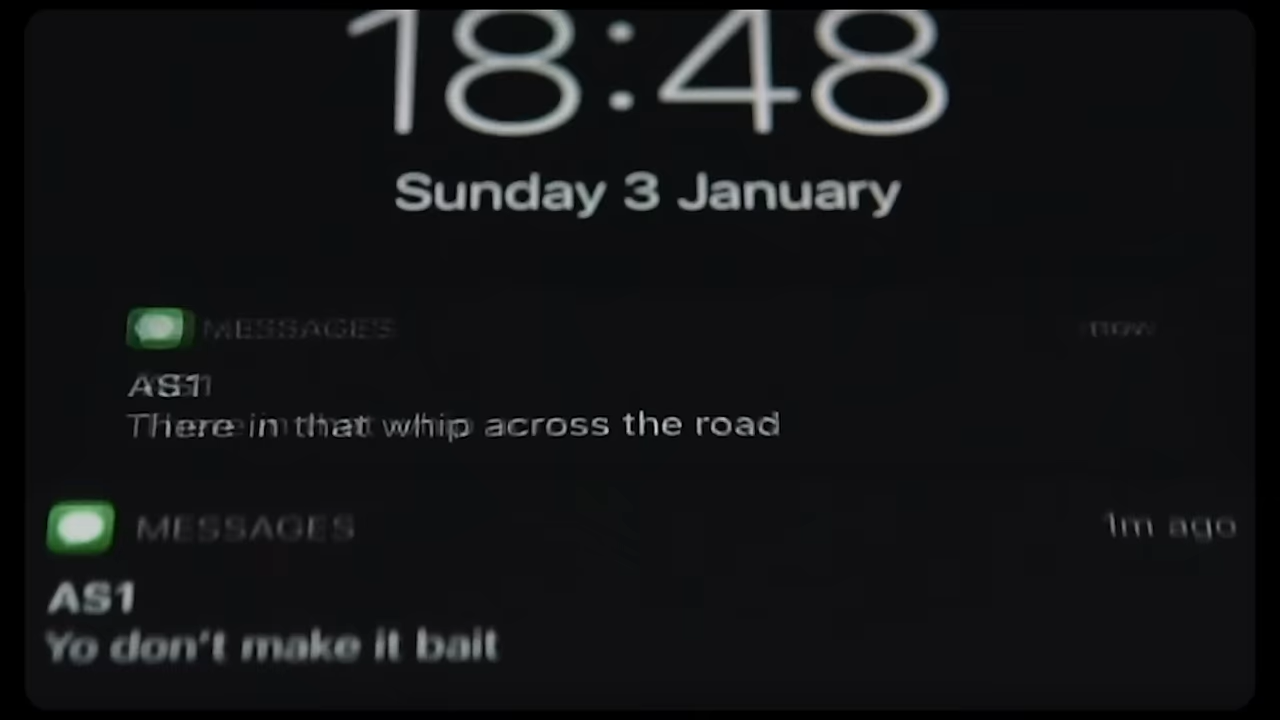 18:48
Sunday 3 January
MESSAGES
now
AS1
There in that whip across the road
MESSAGES
1m ago
AS1
Yo don't make it bait